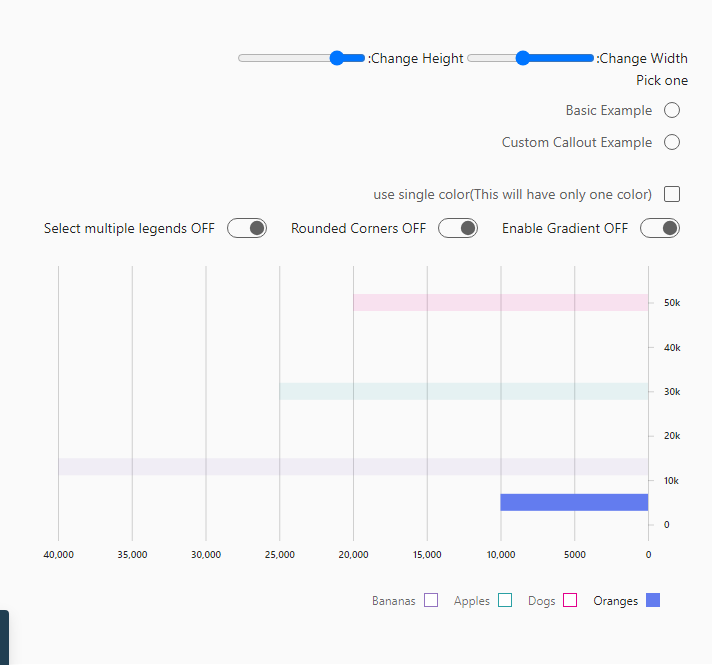 :Change Height :Change Width
Pick one
Basic Example
Custom Callout Example
use single color(This will have only one color)
Select multiple legends OFF Rounded Corners OFF Enable Gradient OFF
50k
40k
30k
20k
10k
0
40,000 35,000 30,000 25,000 20,000 15,000 10,000 5000 0
Bananas Apples Dogs Oranges